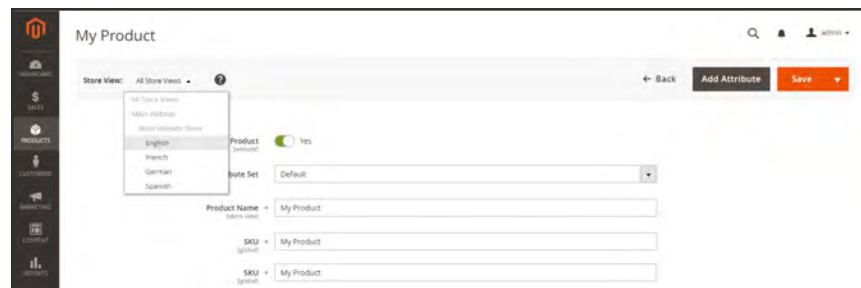 My Product
admin
Store View: All Store Views
← Back
Add Attribute
Save
All Store Views
Main Website
Main Website Store
English
French
German
Spanish
Product
[website]
Yes
bute Set
Default
Product Name *
[store view]
My Product
SKU *
[global]
My Product
SKU *
[global]
My Product
DASHBOARD
SALES
PRODUCTS
CUSTOMERS
MARKETING
CONTENT
REPORTS